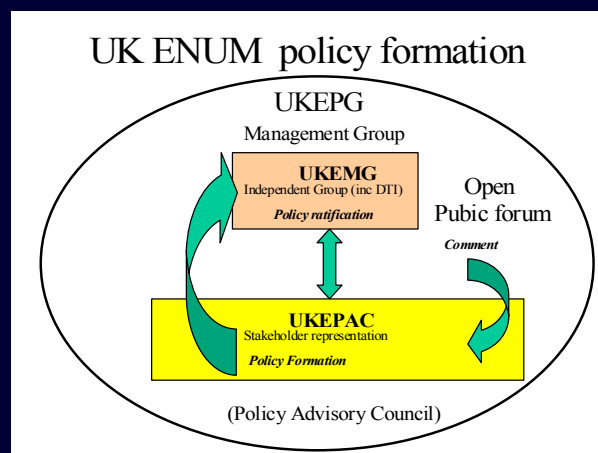 UK ENUM policy formation
UKEPG
Management Group
UKEMG
Independent Group (inc DTI)
Policy ratification
Open
Pubic forum
Comment
UKEPAC
Stakeholder representation
Policy Formation
(Policy Advisory Council)